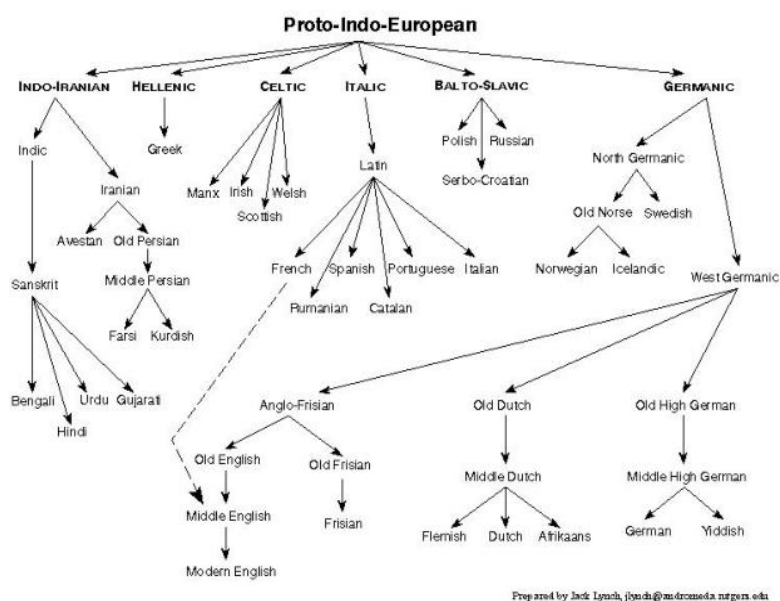 Proto-Indo-European
INDO-IRANIAN HELLENIC CELTIC ITALIC BALTO-SLAVIC GERMANIC
Polish Russian
Indic Greek
North Germanic
Latin
Serbo-Croatian
Iranian Manx Irish Welsh
Scottish Old Norse Swedish
Avestan Old Persian
French Spanish Portuguese Italian Norwegian Icelandic
Sanskrit Middle Persian West Germanic
Rumanian Catalan
Farsi Kurdish
Bengali Urdu Gujarati Anglo-Frisian Old Dutch Old High German
Hindi
Old English Old Frisian
Middle Dutch Middle High German
Middle English Frisian
Flemish Dutch Afrikaans German Yiddish
Modern English
Prepared by Jack Lynch, jlynch@andromeda.rutgers.edu